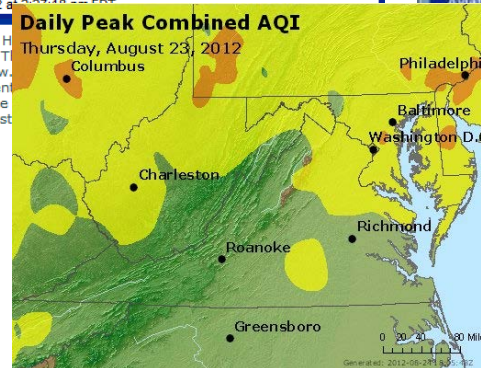 Daily Peak Combined AQI
Thursday, August 23, 2012
Columbus
Philadelphi
Baltimore
Washington D.C
Charleston
Richmond
Roanoke
Greensboro
0 20 40 80 Mile